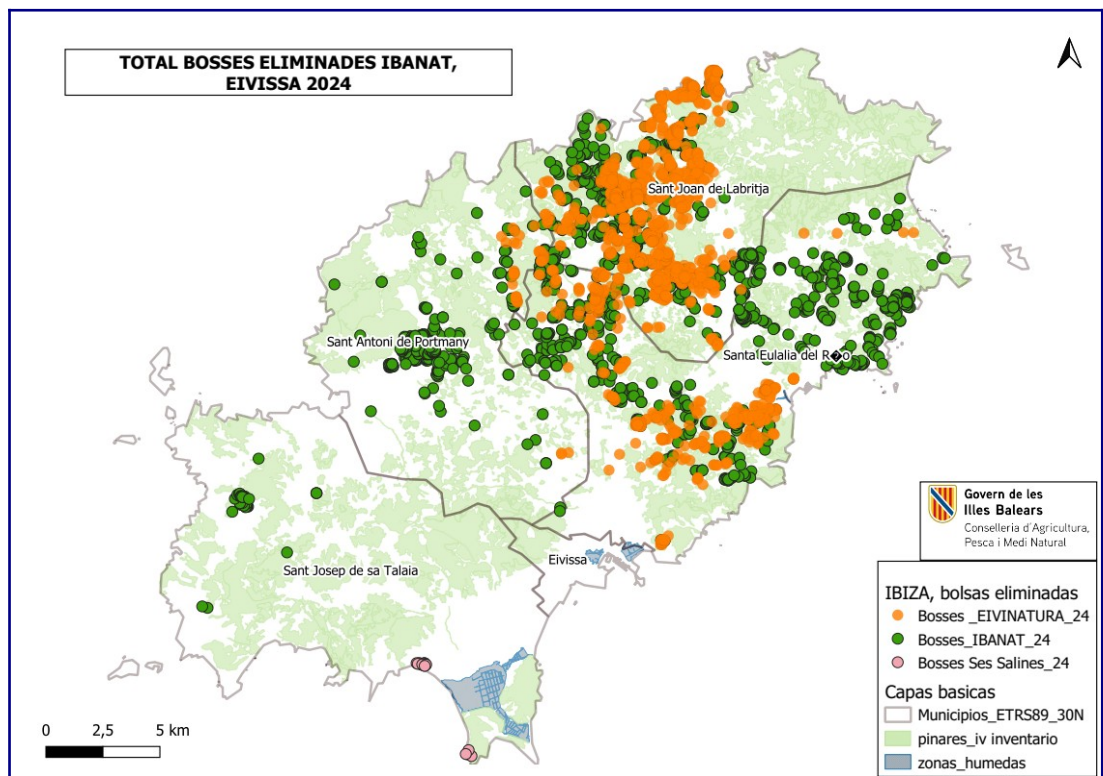 TOTAL BOSSES ELIMINADES IBANAT,
EIVISSA 2024
Sant Joan de Labritja
Sant Antoni de Portmany
Santa Eulalia del R�o
Eivissa
Sant Josep de sa Talaia
Govern de les
Illes Balears
Conselleria d'Agricultura,
Pesca i Medi Natural
IBIZA, bolsas eliminadas
Bosses _EIVINATURA_24
Bosses_IBANAT_24
Bosses Ses Salines_24
Capas basicas
Municipios_ETRS89_30N
pinares_iv inventario
zonas_humedas
0 2,5 5 km